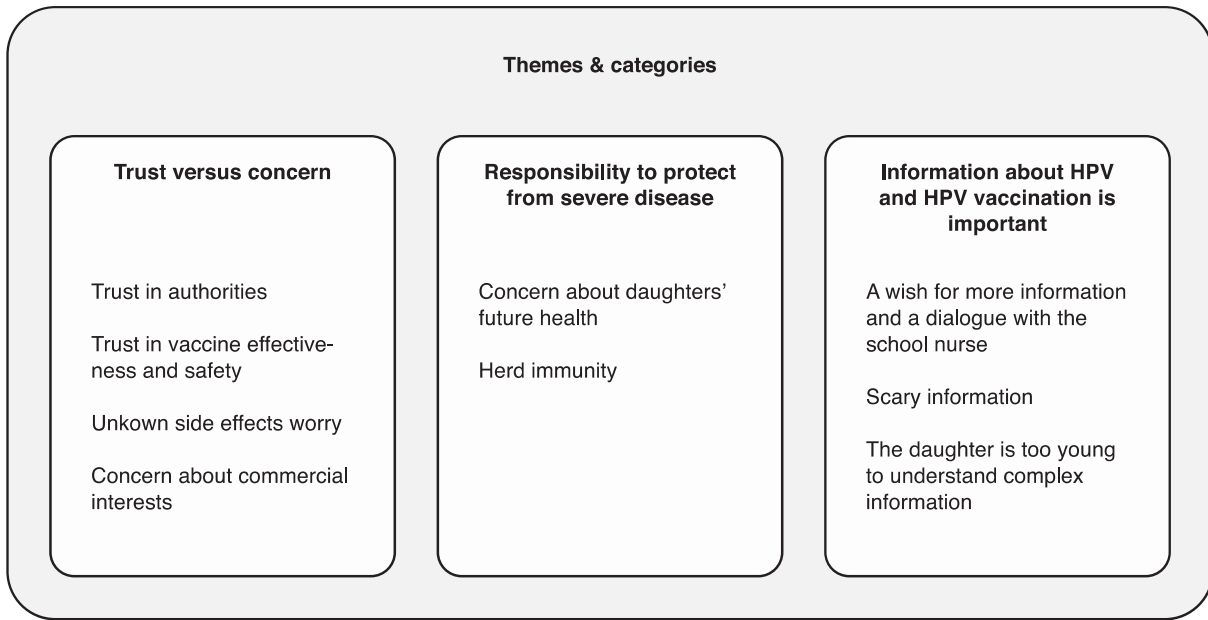 Themes & categories
Trust versus concern
Trust in authorities
Trust in vaccine effective-
ness and safety
Unkown side effects worry
Concern about commercial
interests
Responsibility to protect
from severe disease
Concern about daughters’
future health
Herd immunity
Information about HPV
and HPV vaccination is
important
A wish for more information
and a dialogue with the
school nurse
Scary information
The daughter is too young
to understand complex
information